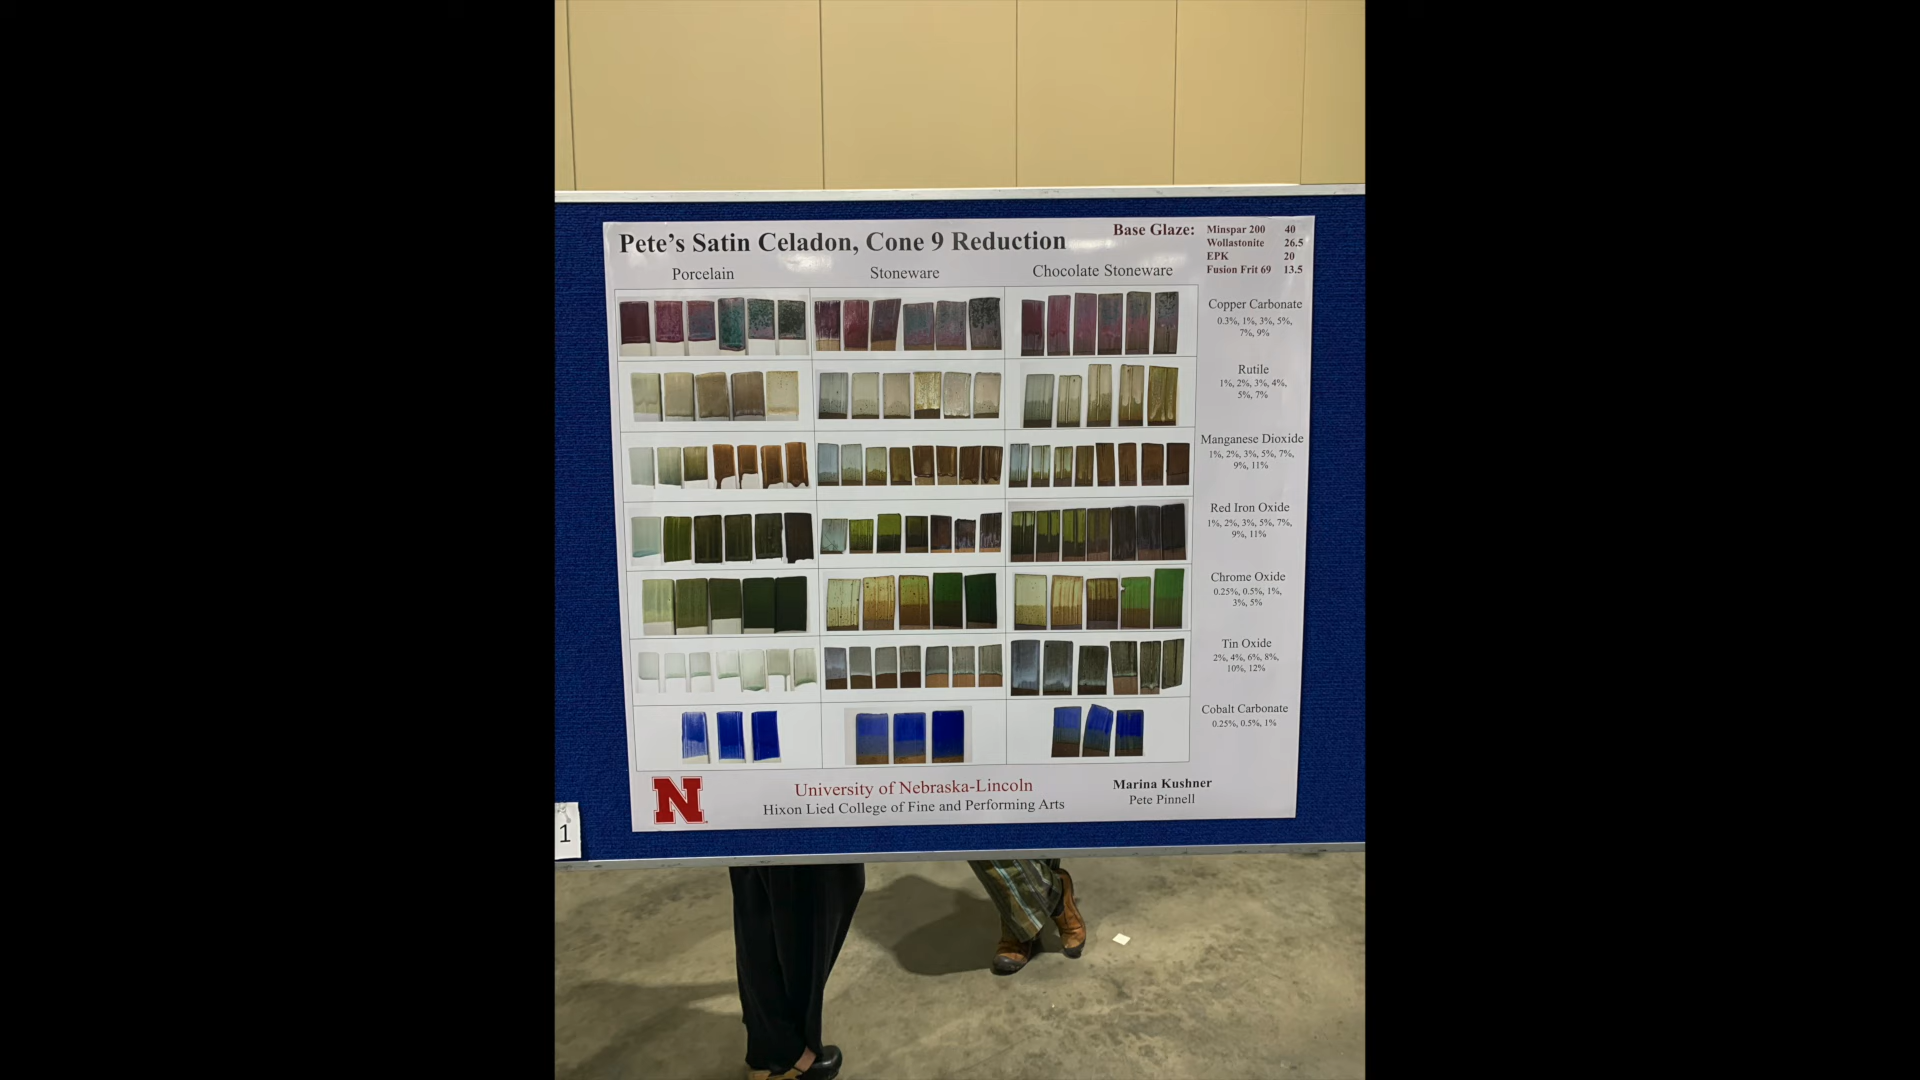 Pete's Satin Celadon, Cone 9 Reduction
Base Glaze:
Minspar 200 40
Wollastonite 26.5
EPK 20
Fusion Frit 69 13.5
Porcelain
Stoneware
Chocolate Stoneware
Copper Carbonate
0.3%, 1%, 3%, 5%,
7%, 9%
Rutile
1%, 2%, 3%, 4%,
5%, 7%
Manganese Dioxide
1%, 2%, 3%, 5%, 7%,
9%, 11%
Red Iron Oxide
1%, 2%, 3%, 5%, 7%,
9%, 11%
Chrome Oxide
0.25%, 0.5%, 1%,
3%, 5%
Tin Oxide
2%, 4%, 6%, 8%,
10%, 12%
Cobalt Carbonate
0.25%, 0.5%, 1%
N
University of Nebraska-Lincoln
Hixon Lied College of Fine and Performing Arts
Marina Kushner
Pete Pinnell
1